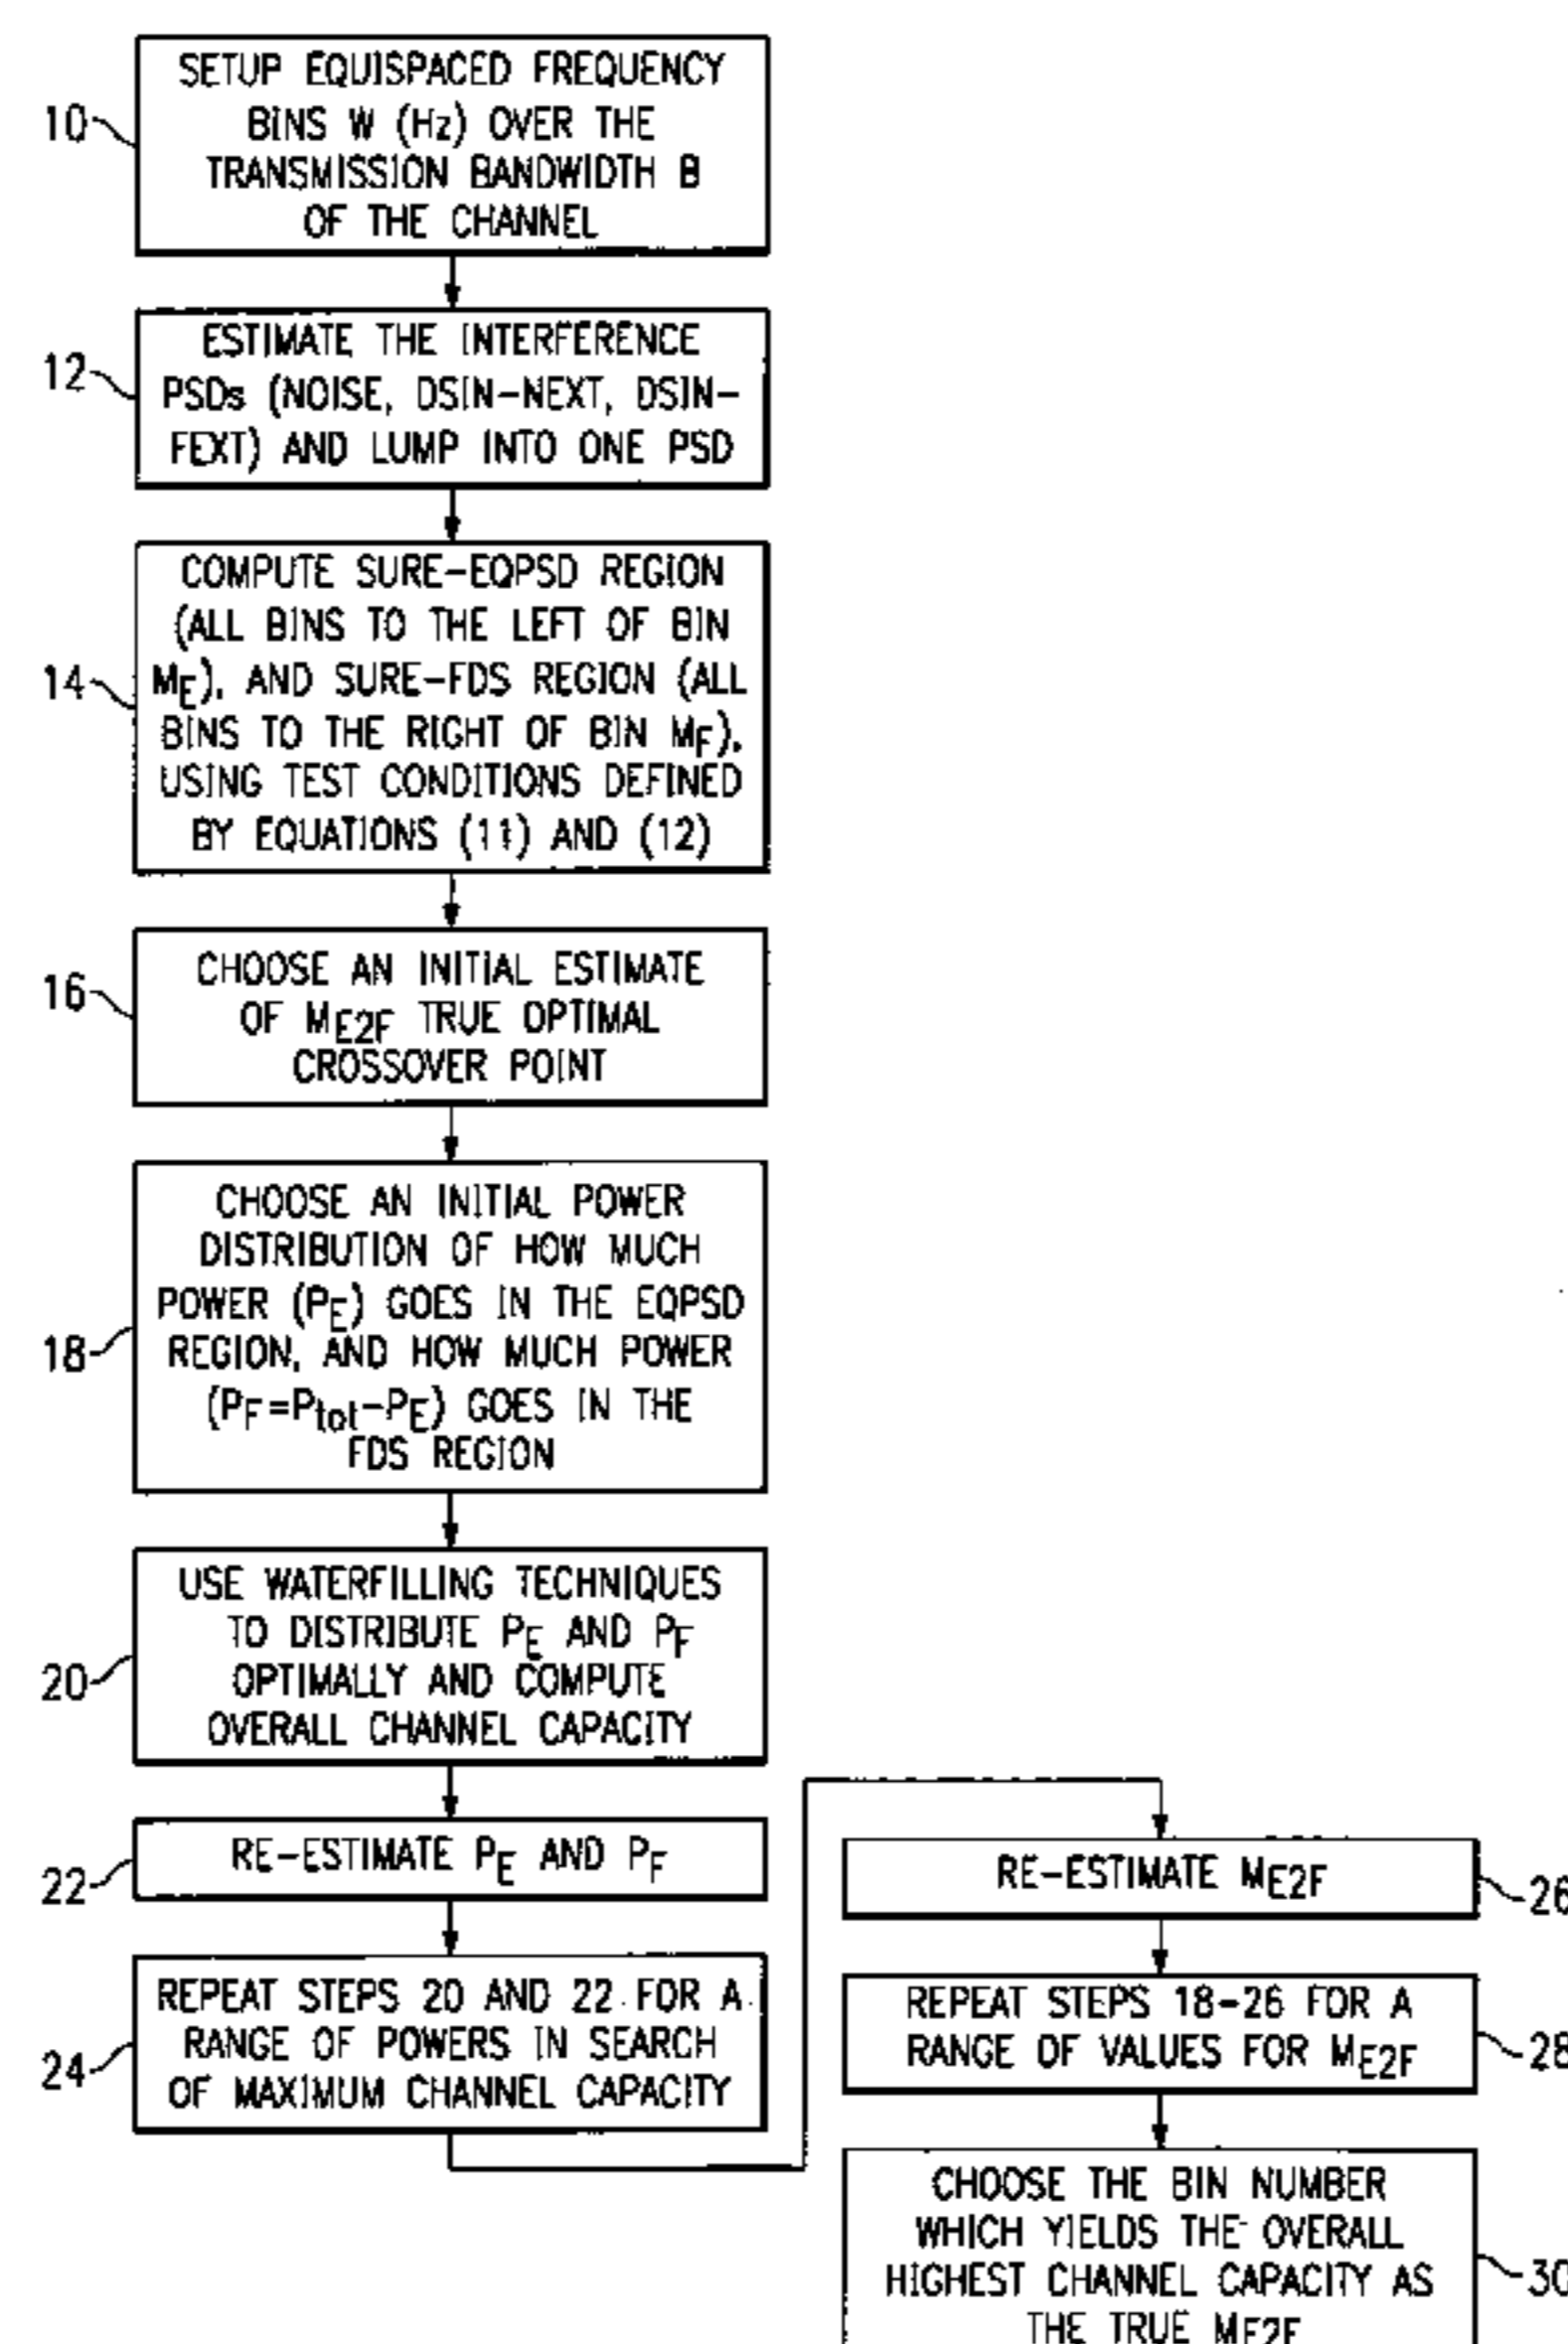 SETUP EQUISPACED FREQUENCY
BINS W (Hz) OVER THE
TRANSMISSION BANDWIDTH B
OF THE CHANNEL
10
ESTIMATE THE INTERFERENCE
PSDs (NOISE, DSIN-NEXT, DSIN-
FEXT) AND LUMP INTO ONE PSD
12
COMPUTE SURE-EQPSD REGION
(ALL BINS TO THE LEFT OF BIN
ME), AND SURE-FDS REGION (ALL
BINS TO THE RIGHT OF BIN MF),
USING TEST CONDITIONS DEFINED
BY EQUATIONS (11) AND (12)
14
CHOOSE AN INITIAL ESTIMATE
OF ME2F TRUE OPTIMAL
CROSSOVER POINT
16
CHOOSE AN INITIAL POWER
DISTRIBUTION OF HOW MUCH
POWER (PE) GOES IN THE EQPSD
REGION, AND HOW MUCH POWER
(PF=Ptot-PE) GOES IN THE
FDS REGION
18
USE WATERFILLING TECHNIQUES
TO DISTRIBUTE PE AND PF
OPTIMALLY AND COMPUTE
OVERALL CHANNEL CAPACITY
20
RE-ESTIMATE PE AND PF
22
REPEAT STEPS 20 AND 22 FOR A
RANGE OF POWERS IN SEARCH
OF MAXIMUM CHANNEL CAPACITY
24
RE-ESTIMATE ME2F
26
REPEAT STEPS 18-26 FOR A
RANGE OF VALUES FOR ME2F
28
CHOOSE THE BIN NUMBER
WHICH YIELDS THE OVERALL
HIGHEST CHANNEL CAPACITY AS
THE TRUE ME2F
30